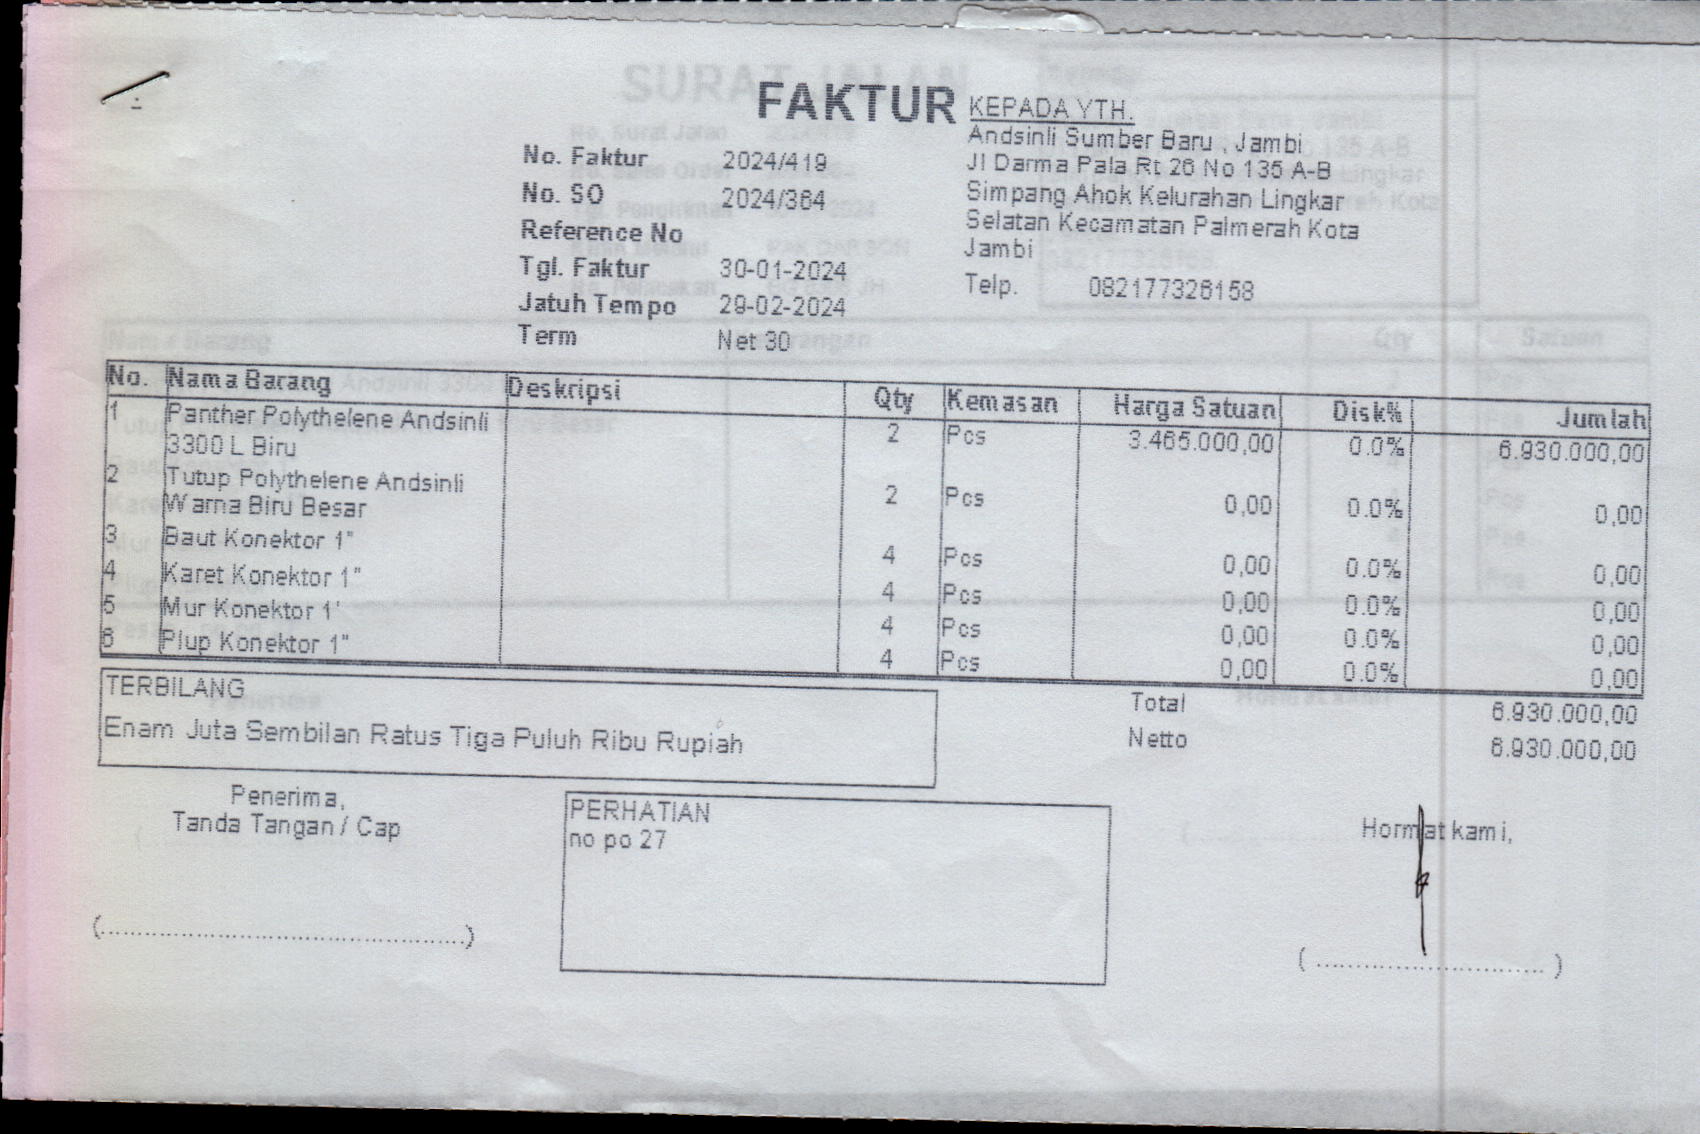 FAKTUR
No. Faktur 2024/419
No. SO 2024/364
Reference No
Tgl. Faktur 30-01-2024
Jatuh Tempo 29-02-2024
Term Net 30
KEPADA YTH.
Andsinli Sumber Baru , Jambi
Jl Darma Pala Rt 26 No 135 A-B
Simpang Ahok Kelurahan Lingkar
Selatan Kecamatan Palmerah Kota
Jambi
Telp. 082177326158
No. Nama Barang Deskripsi Qty Kemasan Harga Satuan Disk% Jumlah
1 Panther Polythelene Andsinli 2 Pcs 3.465.000,00 0.0% 6.930.000,00
3300 L Biru
2 Tutup Polythelene Andsinli 2 Pcs 0,00 0.0% 0,00
Warna Biru Besar
3 Baut Konektor 1" 4 Pcs 0,00 0.0% 0,00
4 Karet Konektor 1" 4 Pcs 0,00 0.0% 0,00
5 Mur Konektor 1' 4 Pcs 0,00 0.0% 0,00
6 Plup Konektor 1" 4 Pcs 0,00 0.0% 0,00
TERBILANG
Enam Juta Sembilan Ratus Tiga Puluh Ribu Rupiah
Total 6.930.000,00
Netto 6.930.000,00
Penerima,
Tanda Tangan / Cap
(..............................................)
PERHATIAN
no po 27
Hormat kami,
( ............................. )